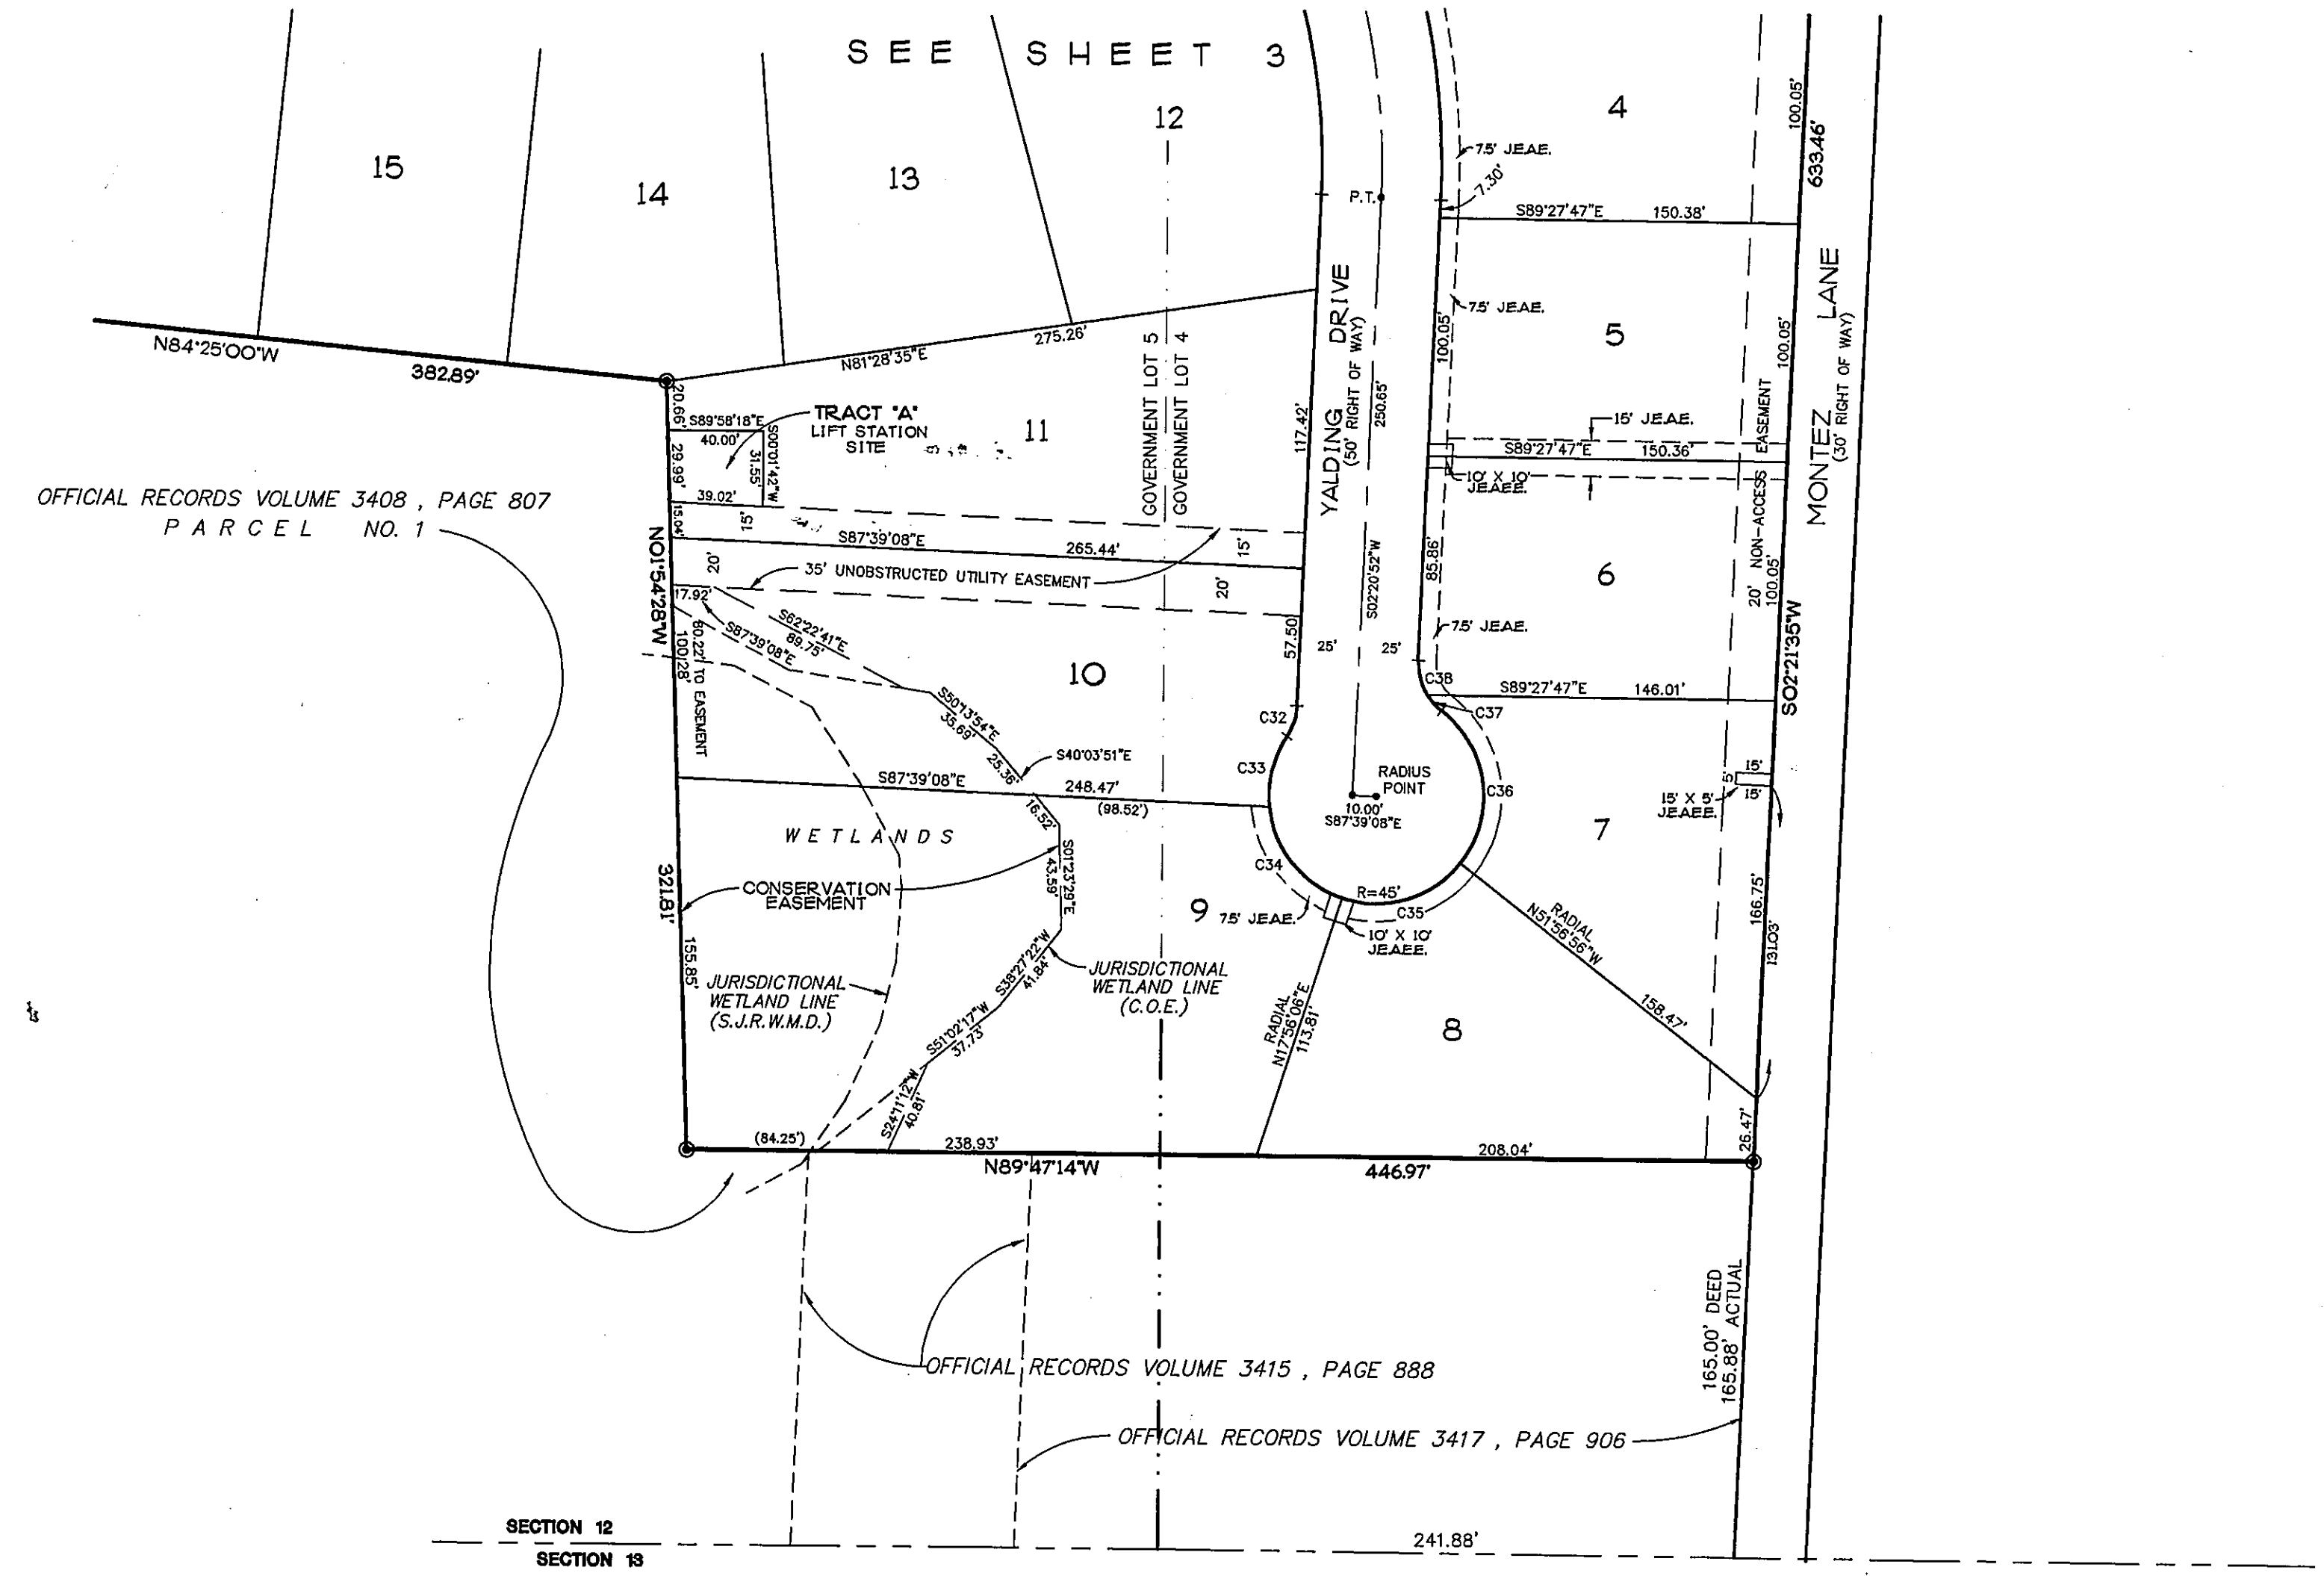 SEE SHEET 3
12
4
15
14
13
100.05'
633.46'
7.5' J.E.A.E.
7.30'
P.T.
S89°27'47"E 150.38'
N84°25'00"W
382.89'
N81°28'35"E
275.26'
GOVERNMENT LOT 5
GOVERNMENT LOT 4
YALDING DRIVE
(50' RIGHT OF WAY)
250.65'
S02°20'52"W
117.42'
100.05'
7.5' J.E.A.E.
5
100.05'
MONTEZ LANE
(30' RIGHT OF WAY)
20.66'
S89°58'18"E
40.00'
S00°01'42"W
31.55'
29.99'
39.02'
TRACT "A"
LIFT STATION
SITE
11
15' J.E.A.E.
S89°27'47"E 150.36'
10' X 10'
J.E.A.E.E.
20' NON-ACCESS EASEMENT
OFFICIAL RECORDS VOLUME 3408 , PAGE 807
PARCEL NO. 1
15.04'
15'
S87°39'08"E
265.44'
15'
N01°54'28"W
20'
35' UNOBSTRUCTED UTILITY EASEMENT
20'
85.86'
6
100.05'
S02°21'35"W
17.92'
S87°39'08"E
S62°22'41"E
89.75'
100.28'
80.22' TO EASEMENT
57.50'
25'
25'
7.5' J.E.A.E.
10
S50°13'54"E
35.69'
C38
S89°27'47"E 146.01'
C32
C37
25.36'
S40°03'51"E
C33
RADIUS
POINT
10.00'
S87°39'08"E
C36
15'
5'
15'
15' X 5'
J.E.A.E.E.
S87°39'08"E
248.47'
(98.52')
16.52'
WETLANDS
7
S01°23'29"E
43.59'
C34
321.81'
CONSERVATION
EASEMENT
R=45'
C35
9
7.5' J.E.A.E.
10' X 10'
J.E.A.E.E.
RADIAL
N51°56'56"W
158.47'
166.75'
131.03'
155.85'
JURISDICTIONAL
WETLAND LINE
(S.J.R.W.M.D.)
S38°27'22"W
41.84'
JURISDICTIONAL
WETLAND LINE
(C.O.E.)
S51°02'17"W
37.73'
RADIAL
N17°56'06"E
113.81'
8
S24°11'12"W
40.81'
(84.25')
238.93'
208.04'
26.47'
N89°47'14"W
446.97'
165.00' DEED
165.88' ACTUAL
OFFICIAL RECORDS VOLUME 3415 , PAGE 888
OFFICIAL RECORDS VOLUME 3417 , PAGE 906
SECTION 12
SECTION 13
241.88'